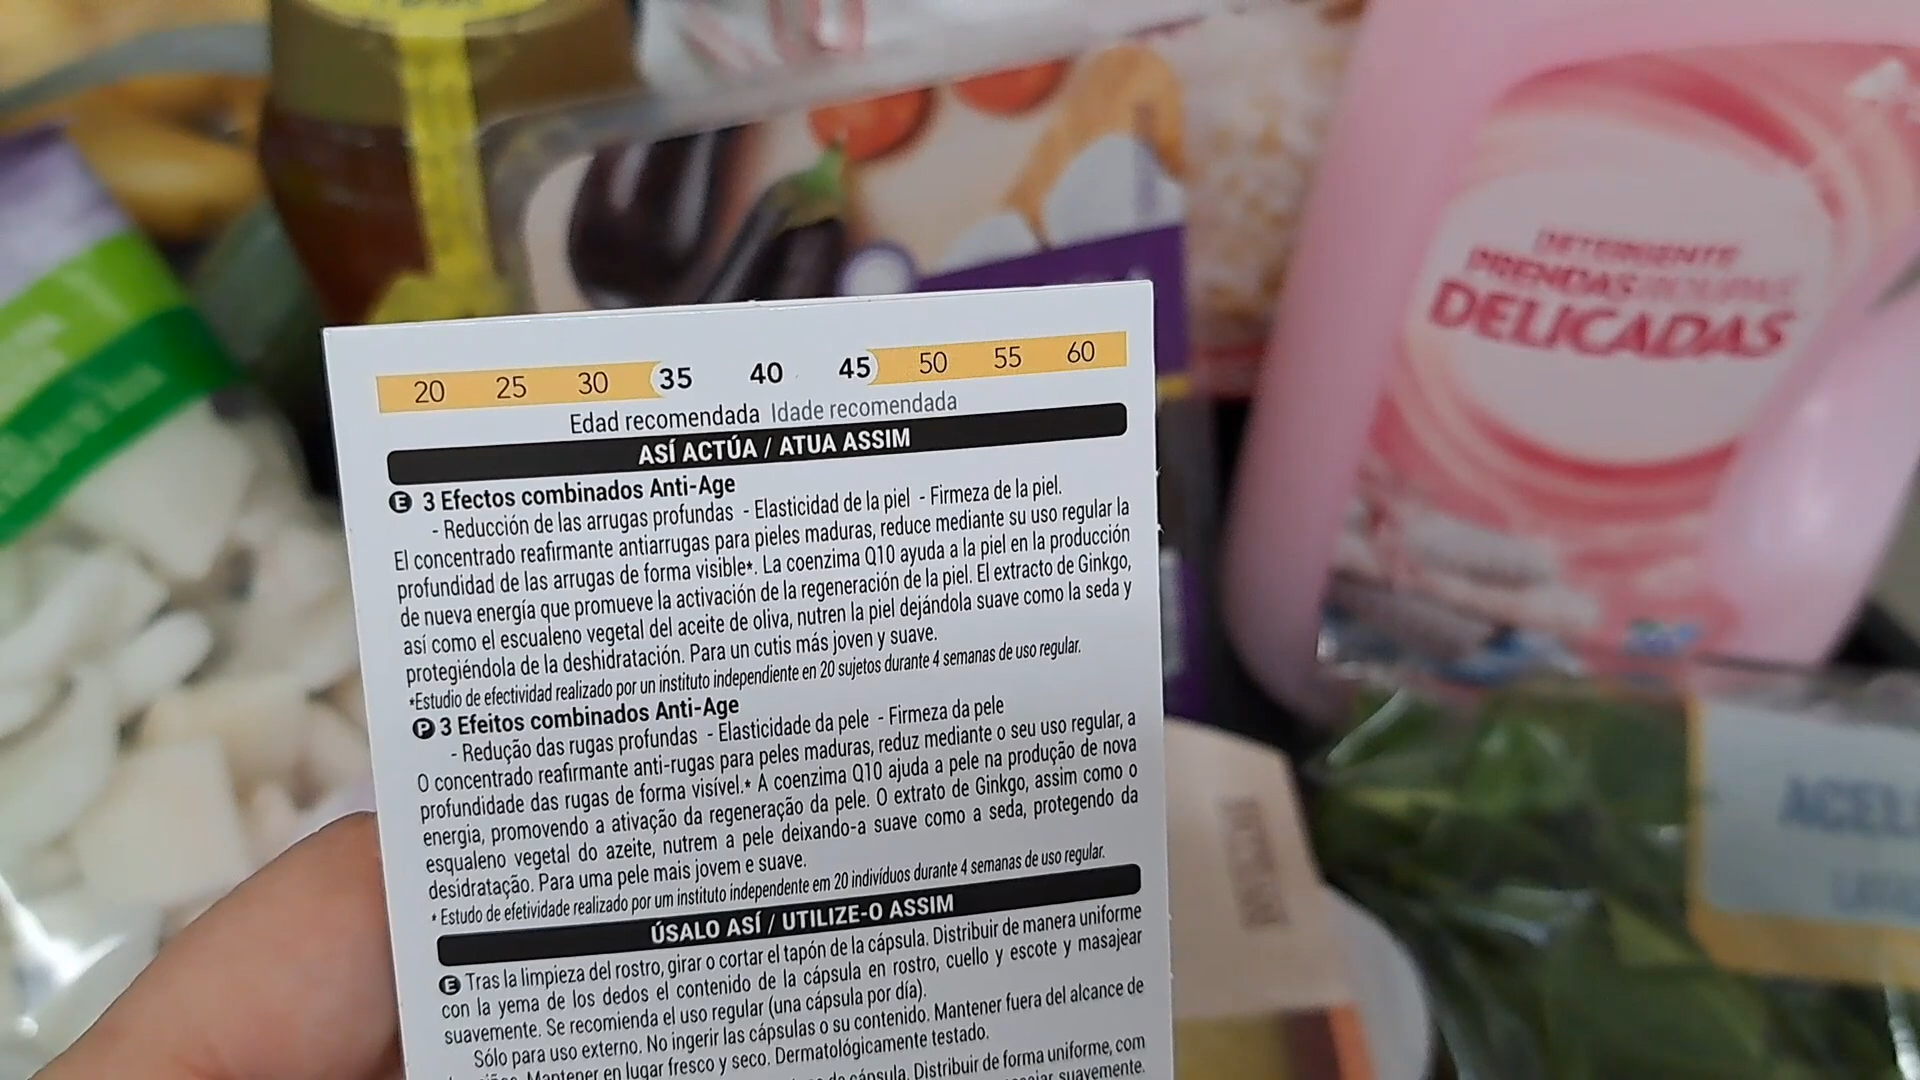 DETERGENTE
PRENDAS
DELICADAS
20 25 30 35 40 45 50 55 60
Edad recomendada Idade recomendada
ASÍ ACTÚA / ATUA ASSIM
E 3 Efectos combinados Anti-Age
- Reducción de las arrugas profundas - Elasticidad de la piel - Firmeza de la piel.
El concentrado reafirmante antiarrugas para pieles maduras, reduce mediante su uso regular la
profundidad de las arrugas de forma visible*. La coenzima Q10 ayuda a la piel en la producción
de nueva energía que promueve la activación de la regeneración de la piel. El extracto de Ginkgo,
así como el escualeno vegetal del aceite de oliva, nutren la piel dejándola suave como la seda y
protegiéndola de la deshidratación. Para un cutis más joven y suave.
*Estudio de efectividad realizado por un instituto independiente en 20 sujetos durante 4 semanas de uso regular.
P 3 Efeitos combinados Anti-Age
- Redução das rugas profundas - Elasticidade da pele - Firmeza da pele
O concentrado reafirmante anti-rugas para peles maduras, reduz mediante o seu uso regular, a
profundidade das rugas de forma visível.* A coenzima Q10 ajuda a pele na produção de nova
energia, promovendo a ativação da regeneração da pele. O extrato de Ginkgo, assim como o
esqualeno vegetal do azeite, nutrem a pele deixando-a suave como a seda, protegendo da
desidratação. Para uma pele mais jovem e suave.
* Estudo de efetividade realizado por um instituto independente em 20 indivíduos durante 4 semanas de uso regular.
ÚSALO ASÍ / UTILIZE-O ASSIM
E Tras la limpieza del rostro, girar o cortar el tapón de la cápsula. Distribuir de manera uniforme
con la yema de los dedos el contenido de la cápsula en rostro, cuello y escote y masajear
suavemente. Se recomienda el uso regular (una cápsula por día).
Sólo para uso externo. No ingerir las cápsulas o su contenido. Mantener fuera del alcance de
Mantener en lugar fresco y seco. Dermatológicamente testado.
cápsula. Distribuir de forma uniforme, com
suavemente.